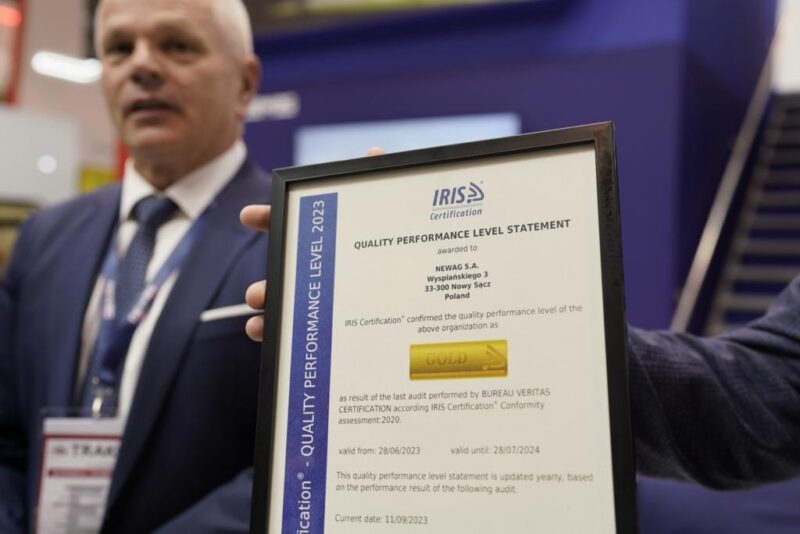 IRIS
Certification
QUALITY PERFORMANCE LEVEL STATEMENT
awarded to
NEWAG S.A.
Wyspiańskiego 3
33-300 Nowy Sącz
Poland
IRIS Certification® confirmed the quality performance level of the
above organization as
GOLD
as result of the last audit performed by BUREAU VERITAS
CERTIFICATION according IRIS Certification® Conformity
assessment:2020.
valid from: 28/06/2023 valid until: 28/07/2024
This quality performance level statement is updated yearly, based
on the performance result of the following audit.
Current date: 11/09/2023
ification® - QUALITY PERFORMANCE LEVEL 2023
TRAK